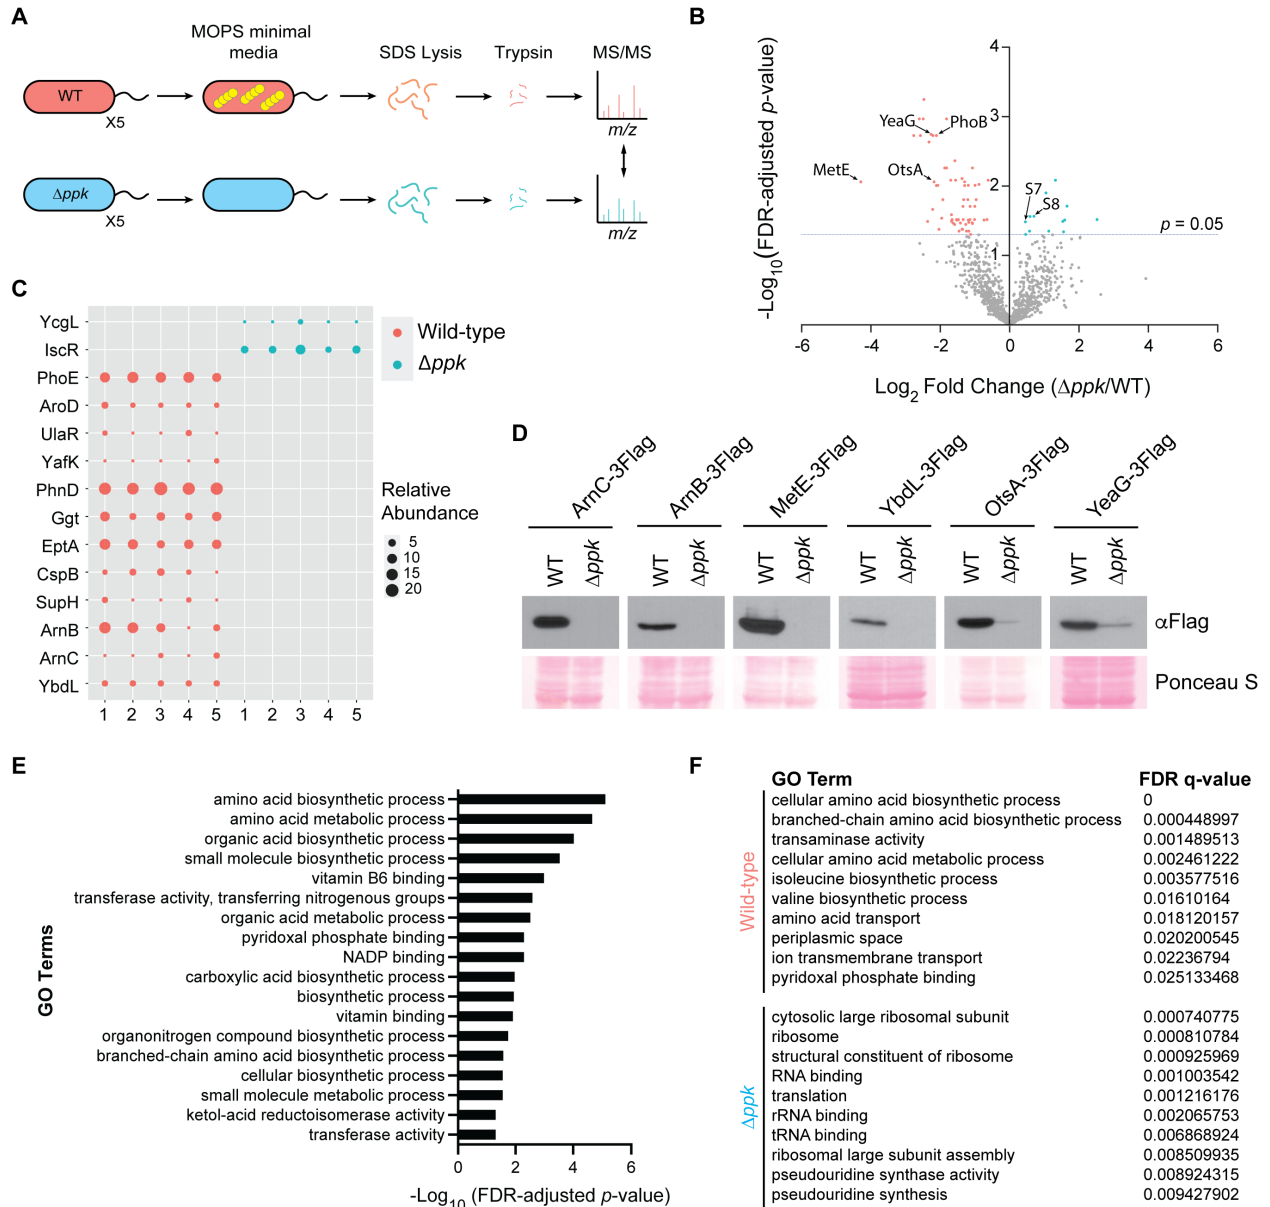 A
MOPS minimal
media
SDS Lysis
Trypsin
MS/MS
WT
X5
m/z
Δppk
X5
m/z
B
-Log10(FDR-adjusted p-value)
4
3
2
1
YeaG
PhoB
MetE
OtsA
S7
S8
p = 0.05
-6
-4
-2
0
2
4
6
Log2 Fold Change (Δppk/WT)
C
YcgL
IscR
PhoE
AroD
UlaR
YafK
PhnD
Ggt
EptA
CspB
SupH
ArnB
ArnC
YbdL
1 2 3 4 5 1 2 3 4 5
Wild-type
Δppk
Relative
Abundance
5
10
15
20
D
ArnC-3Flag
ArnB-3Flag
MetE-3Flag
YbdL-3Flag
OtsA-3Flag
YeaG-3Flag
WT Δppk WT Δppk WT Δppk WT Δppk WT Δppk WT Δppk
αFlag
Ponceau S
E
GO Terms
amino acid biosynthetic process
amino acid metabolic process
organic acid biosynthetic process
small molecule biosynthetic process
vitamin B6 binding
transferase activity, transferring nitrogenous groups
organic acid metabolic process
pyridoxal phosphate binding
NADP binding
carboxylic acid biosynthetic process
biosynthetic process
vitamin binding
organonitrogen compound biosynthetic process
branched-chain amino acid biosynthetic process
cellular biosynthetic process
small molecule metabolic process
ketol-acid reductoisomerase activity
transferase activity
0 2 4 6
-Log10 (FDR-adjusted p-value)
F
GO Term FDR q-value
Wild-type
cellular amino acid biosynthetic process 0
branched-chain amino acid biosynthetic process 0.000448997
transaminase activity 0.001489513
cellular amino acid metabolic process 0.002461222
isoleucine biosynthetic process 0.003577516
valine biosynthetic process 0.01610164
amino acid transport 0.018120157
periplasmic space 0.020200545
ion transmembrane transport 0.02236794
pyridoxal phosphate binding 0.025133468
Δppk
cytosolic large ribosomal subunit 0.000740775
ribosome 0.000810784
structural constituent of ribosome 0.000925969
RNA binding 0.001003542
translation 0.001216176
rRNA binding 0.002065753
tRNA binding 0.006868924
ribosomal large subunit assembly 0.008509935
pseudouridine synthase activity 0.008924315
pseudouridine synthesis 0.009427902